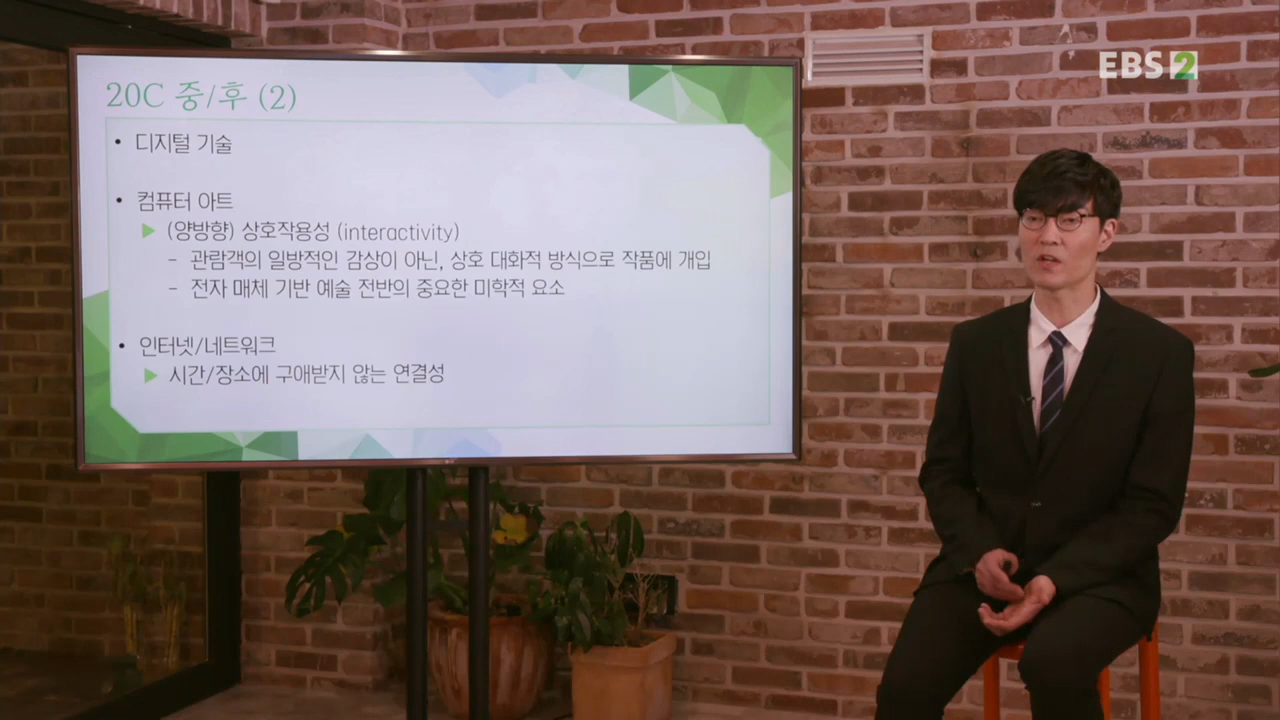 EBS2
20C 중/후 (2)
• 디지털 기술
• 컴퓨터 아트
▶ (양방향) 상호작용성 (interactivity)
- 관람객의 일방적인 감상이 아닌, 상호 대화적 방식으로 작품에 개입
- 전자 매체 기반 예술 전반의 중요한 미학적 요소
• 인터넷/네트워크
▶ 시간/장소에 구애받지 않는 연결성